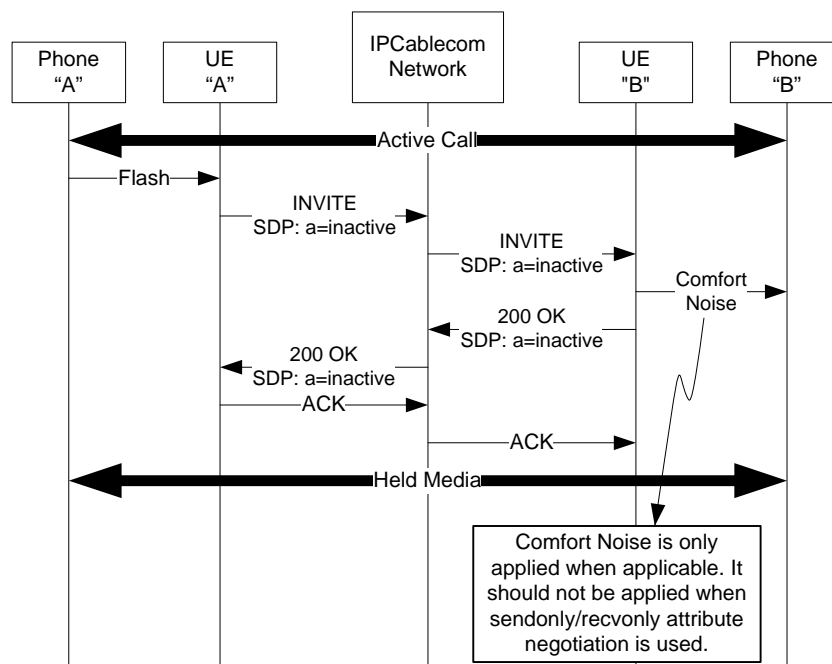 Phone
“A”
UE
“A”
IPCablecom
Network
UE
"B"
Phone
“B”
Active Call
Flash
INVITE
SDP: a=inactive
INVITE
SDP: a=inactive
Comfort
Noise
200 OK
SDP: a=inactive
200 OK
SDP: a=inactive
ACK
ACK
Held Media
Comfort Noise is only
applied when applicable. It
should not be applied when
sendonly/recvonly attribute
negotiation is used.